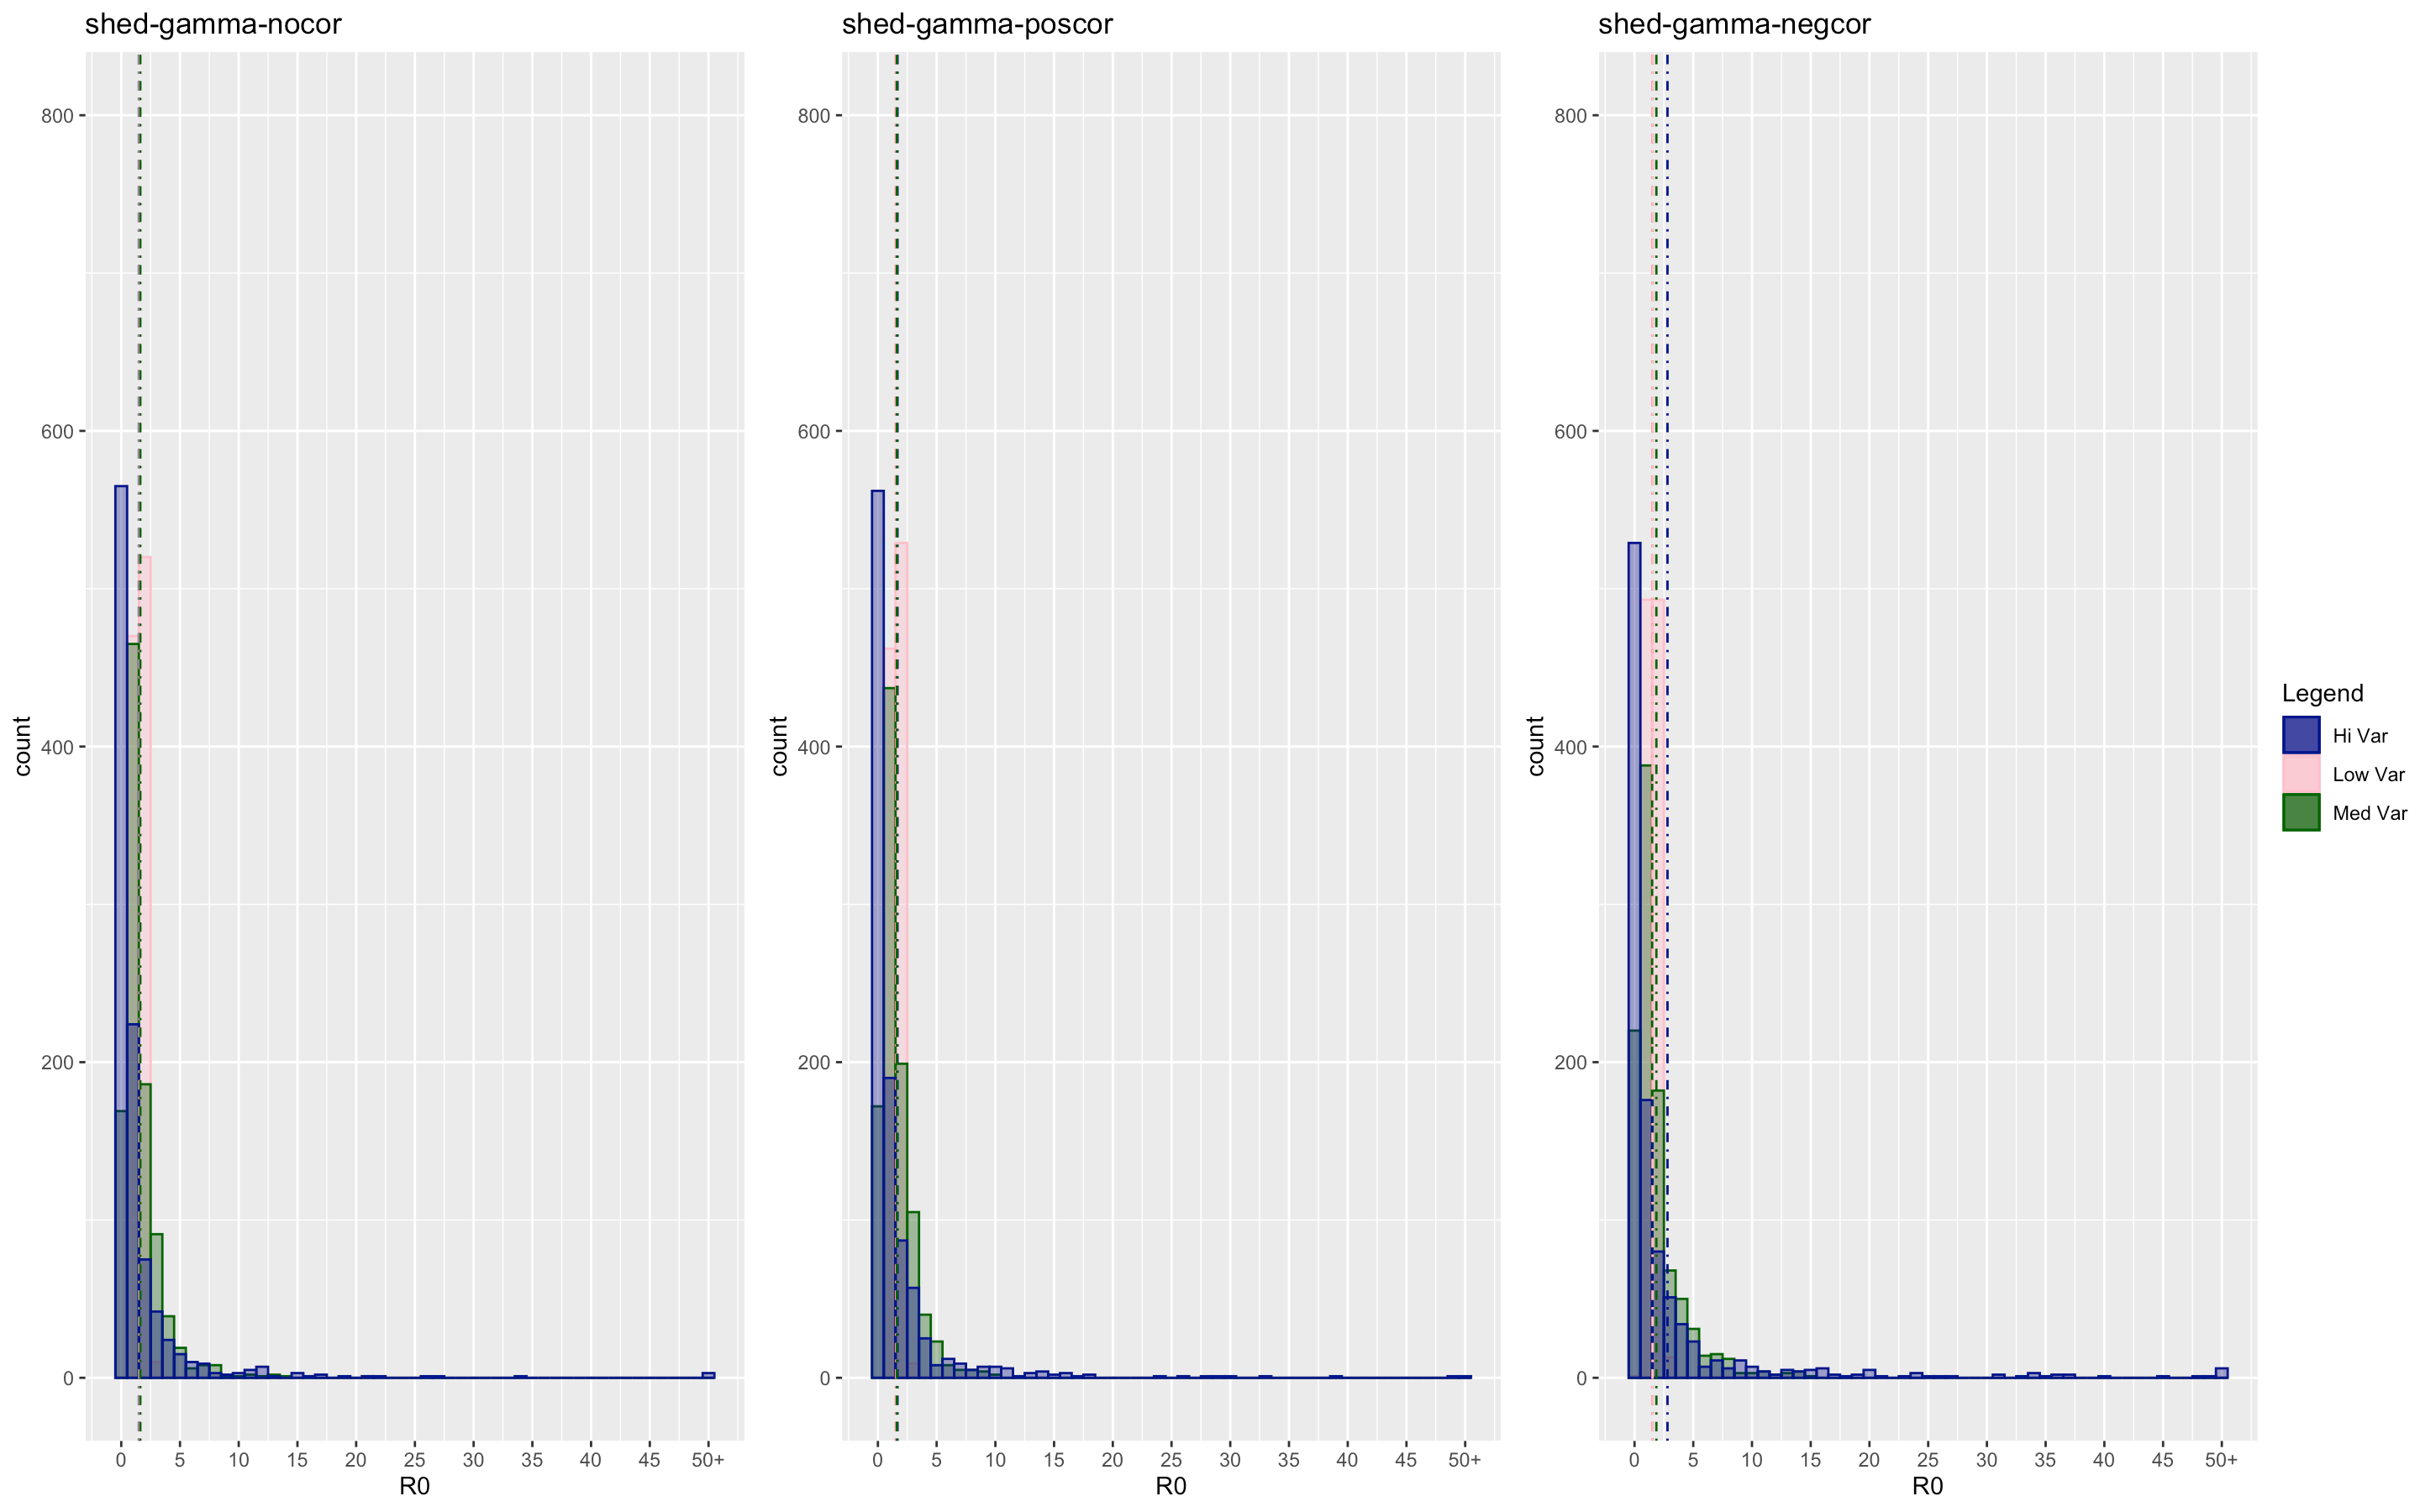 shed-gamma-nocor
shed-gamma-poscor
shed-gamma-negcor
800
600
400
200
0
count
0 5 10 15 20 25 30 35 40 45 50+
R0
800
600
400
200
0
count
0 5 10 15 20 25 30 35 40 45 50+
R0
800
600
400
200
0
count
0 5 10 15 20 25 30 35 40 45 50+
R0
Legend
Hi Var
Low Var
Med Var